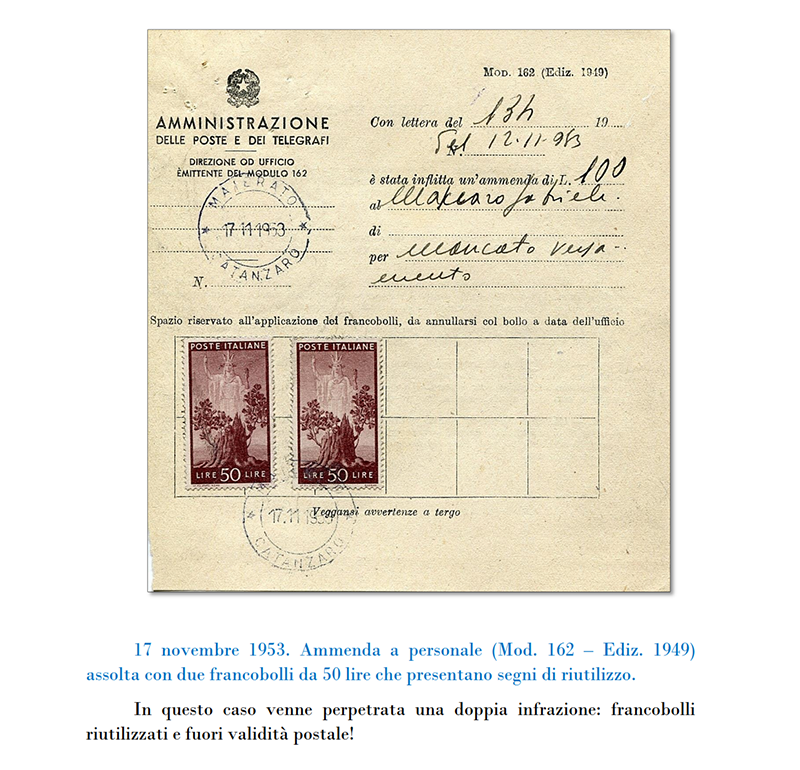 Mod. 162 (Ediz. 1949)
AMMINISTRAZIONE
DELLE POSTE E DEI TELEGRAFI
DIREZIONE OD UFFICIO
EMITTENTE DEL MODULO 162
MAIERATO
17.11.1953
CATANZARO
N.
Con lettera del 134 19
N. del 12.11.953
è stata inflitta un'ammenda di L. 100
al
di
per Mancato versa-
mento
Spazio riservato all'applicazione dei francobolli, da annullarsi col bollo a data dell'ufficio
POSTE ITALIANE POSTE ITALIANE
LIRE 50 LIRE LIRE 50 LIRE
17.11.1953
CATANZARO
Veggansi avvertenze a tergo
17 novembre 1953. Ammenda a personale (Mod. 162 – Ediz. 1949)
assolta con due francobolli da 50 lire che presentano segni di riutilizzo.
In questo caso venne perpetrata una doppia infrazione: francobolli
riutilizzati e fuori validità postale!